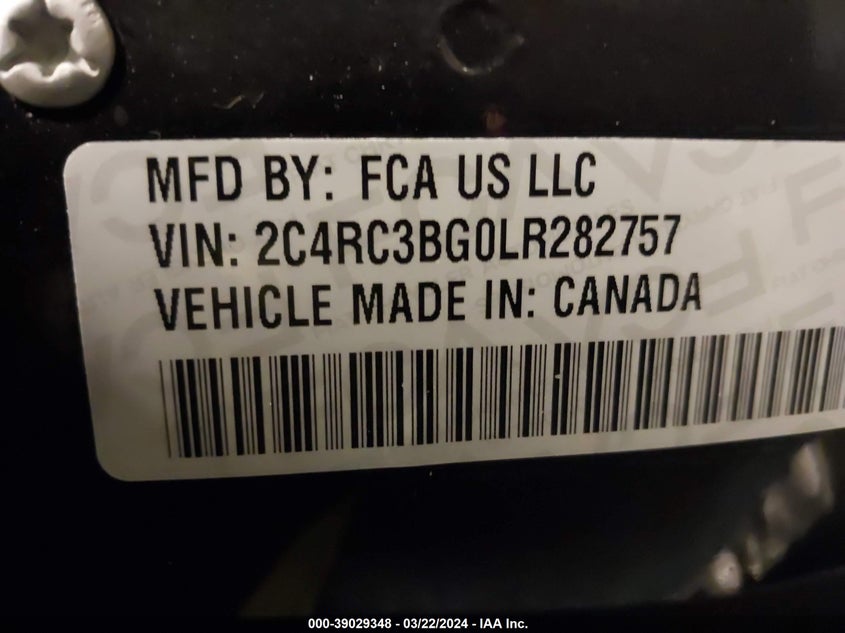 MFD BY: FCA US LLC
VIN: 2C4RC3BG0LR282757
VEHICLE MADE IN: CANADA
000-39029348 - 03/22/2024 - IAA Inc.